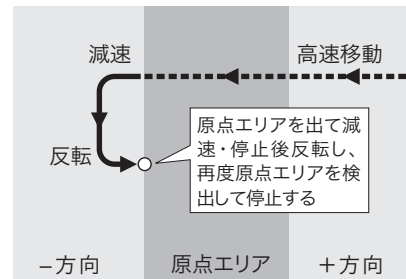 減速
高速移動
原点エリアを出て減
速・停止後反転し、
再度原点エリアを検
出して停止する
反転
−方向
原点エリア
+方向